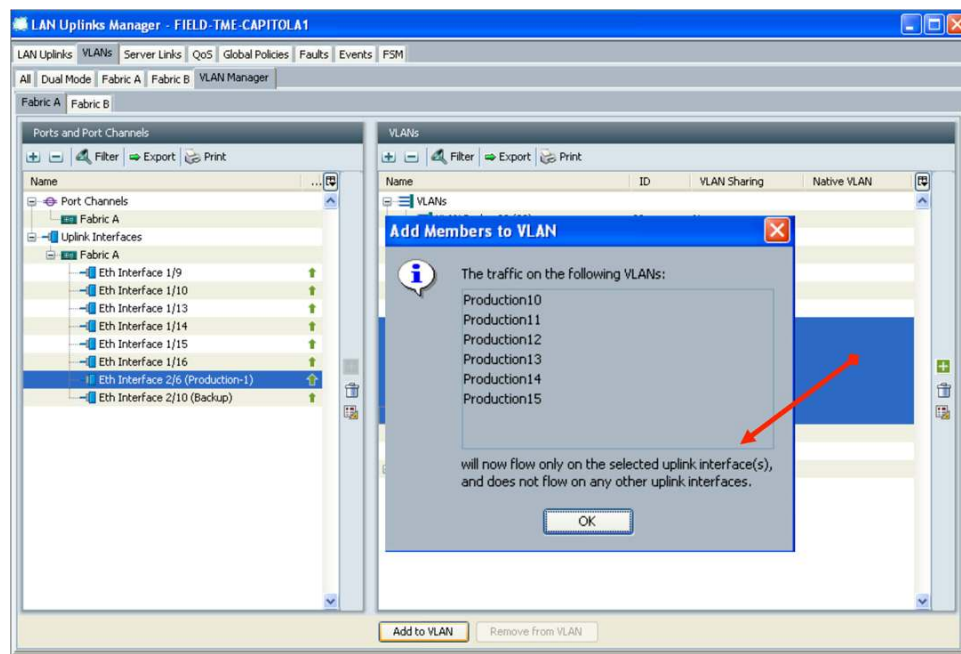 LAN Uplinks Manager - FIELD-TME-CAPITOLA1
LAN Uplinks VLANs Server Links QoS Global Policies Faults Events FSM
All Dual Mode Fabric A Fabric B VLAN Manager
Fabric A Fabric B
Ports and Port Channels
Filter Export Print
Name ...
Port Channels
Fabric A
Uplink Interfaces
Fabric A
Eth Interface 1/9
Eth Interface 1/10
Eth Interface 1/13
Eth Interface 1/14
Eth Interface 1/15
Eth Interface 1/16
Eth Interface 2/6 (Production-1)
Eth Interface 2/10 (Backup)
VLANs
Filter Export Print
Name ID VLAN Sharing Native VLAN
VLANs
Add Members to VLAN
The traffic on the following VLANs:
Production10
Production11
Production12
Production13
Production14
Production15
will now flow only on the selected uplink interface(s),
and does not flow on any other uplink interfaces.
OK
Add to VLAN Remove from VLAN